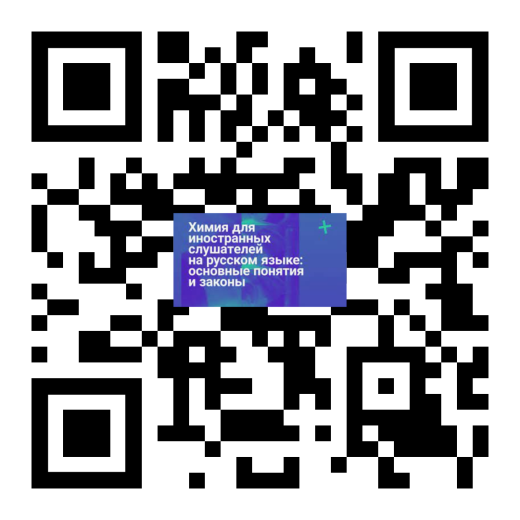 Химия для
иностранных
слушателей
на русском языке:
основные понятия
и законы